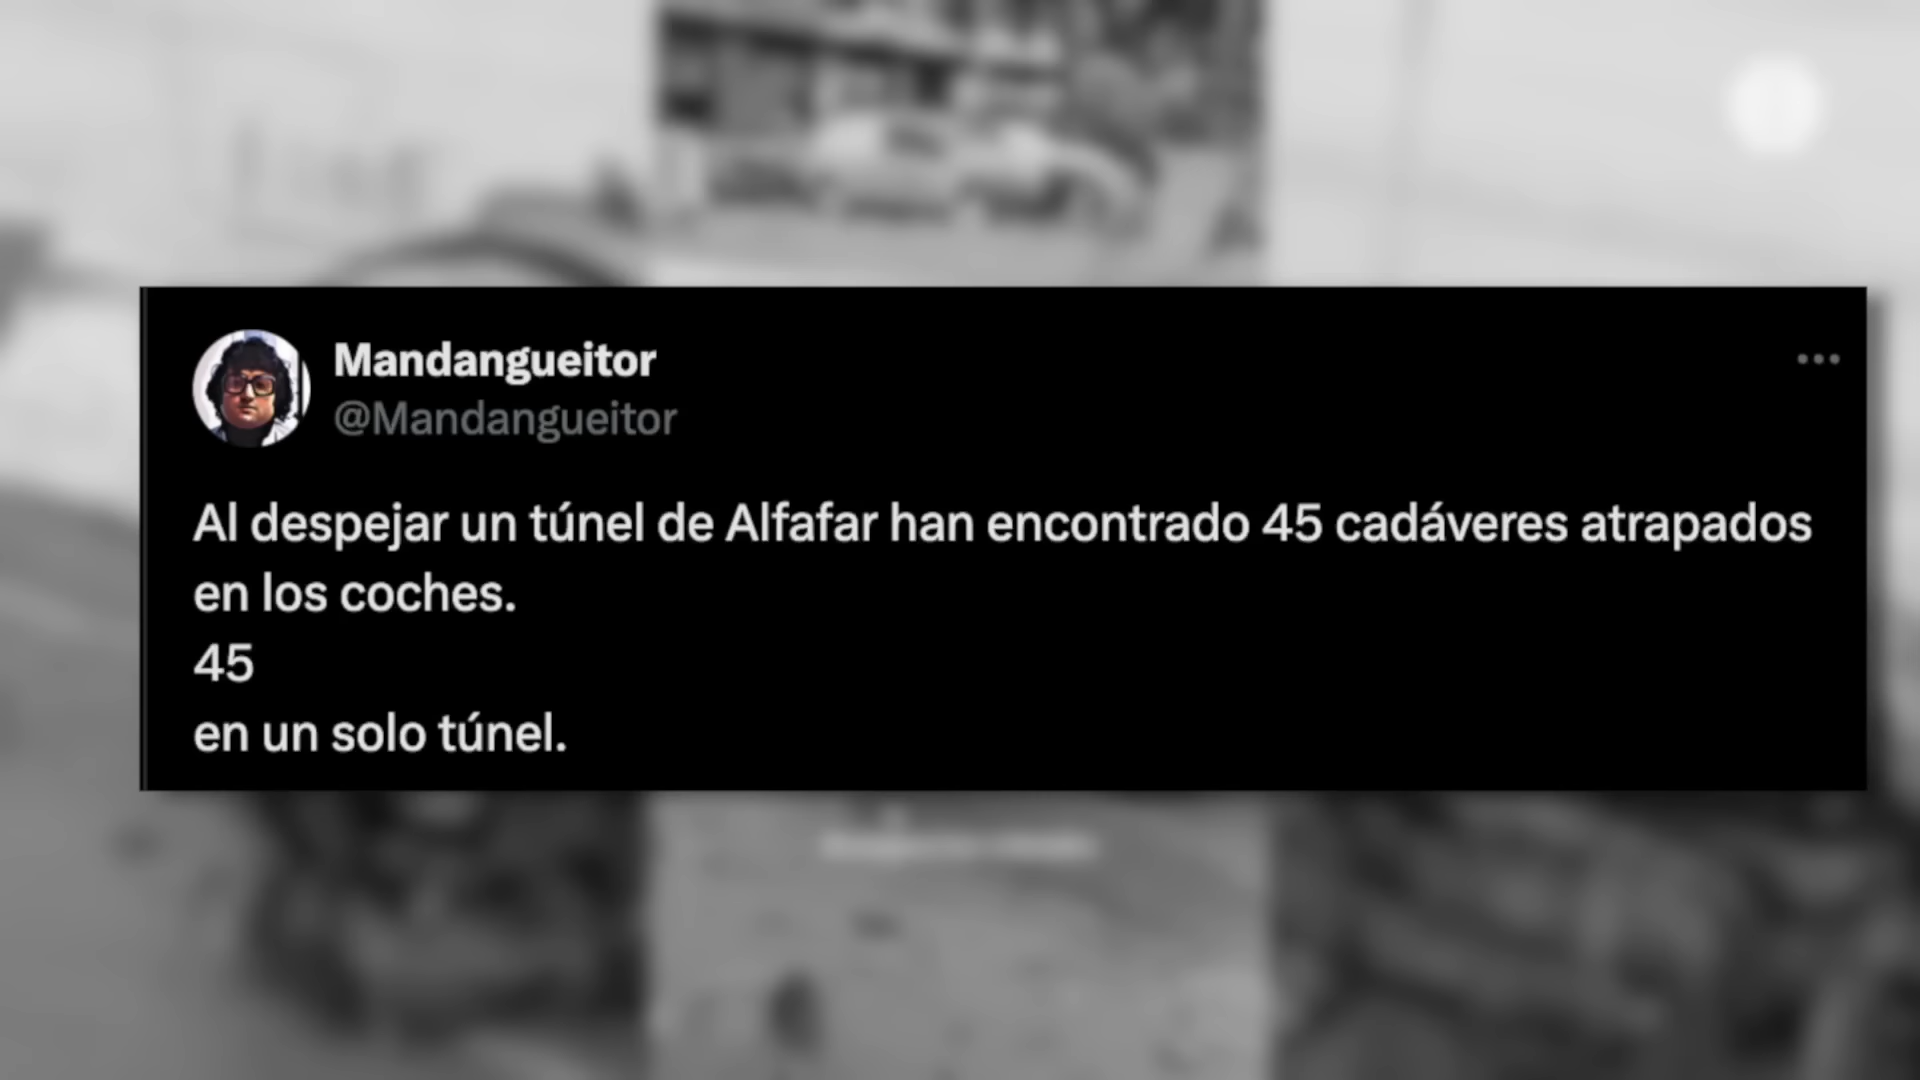 Mandangueitor
@Mandangueitor
Al despejar un túnel de Alfafar han encontrado 45 cadáveres atrapados
en los coches.
45
en un solo túnel.